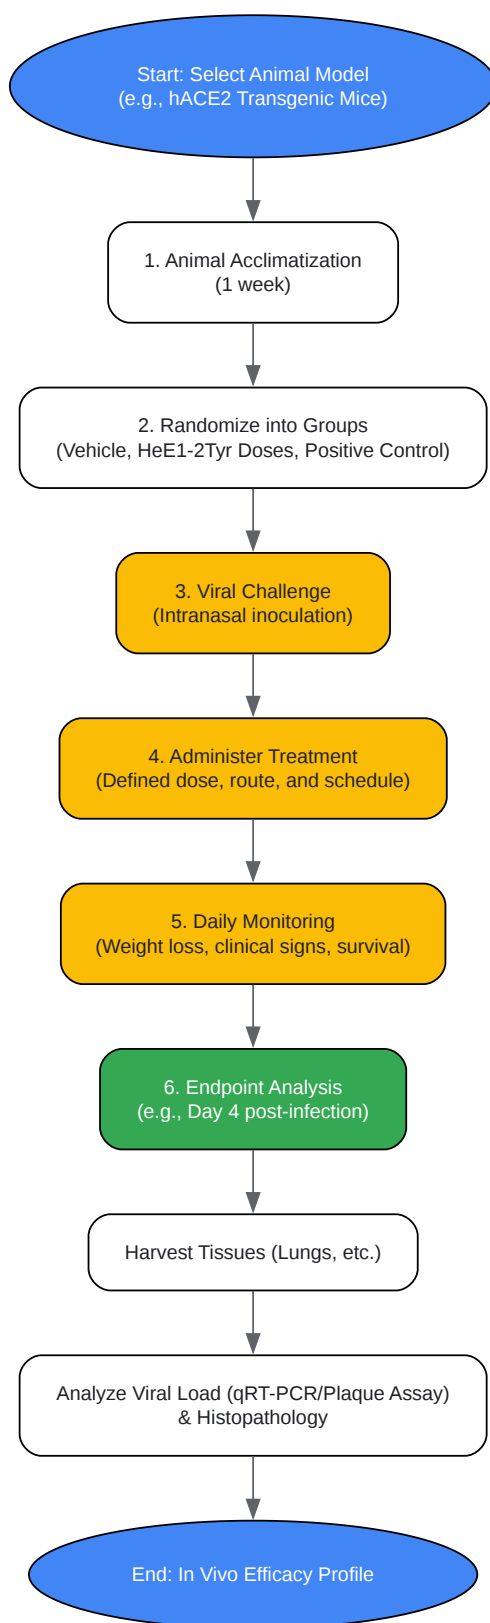 Start: Select Animal Model
(e.g., hACE2 Transgenic Mice)
1. Animal Acclimatization
(1 week)
2. Randomize into Groups
(Vehicle, HeE1-2Tyr Doses, Positive Control)
3. Viral Challenge
(Intranasal inoculation)
4. Administer Treatment
(Defined dose, route, and schedule)
5. Daily Monitoring
(Weight loss, clinical signs, survival)
6. Endpoint Analysis
(e.g., Day 4 post-infection)
Harvest Tissues (Lungs, etc.)
Analyze Viral Load (qRT-PCR/Plaque Assay)
& Histopathology
End: In Vivo Efficacy Profile